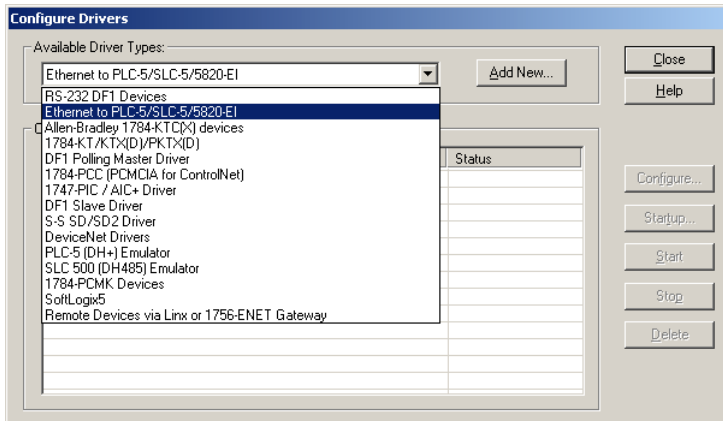 Configure Drivers
Available Driver Types:
Ethernet to PLC-5/SLC-5/5820-EI
Add New...
Close
Help
RS-232 DF1 Devices
Ethernet to PLC-5/SLC-5/5820-EI
Allen-Bradley 1784-KTC(X) devices
1784-KT/KTX(D)/PKTX(D)
DF1 Polling Master Driver
1784-PCC (PCMCIA for ControlNet)
1747-PIC / AIC+ Driver
DF1 Slave Driver
S-S SD/SD2 Driver
DeviceNet Drivers
PLC-5 (DH+) Emulator
SLC 500 (DH485) Emulator
1784-PCMK Devices
SoftLogix5
Remote Devices via Linx or 1756-ENET Gateway
Status
Configure...
Startup...
Start
Stop
Delete